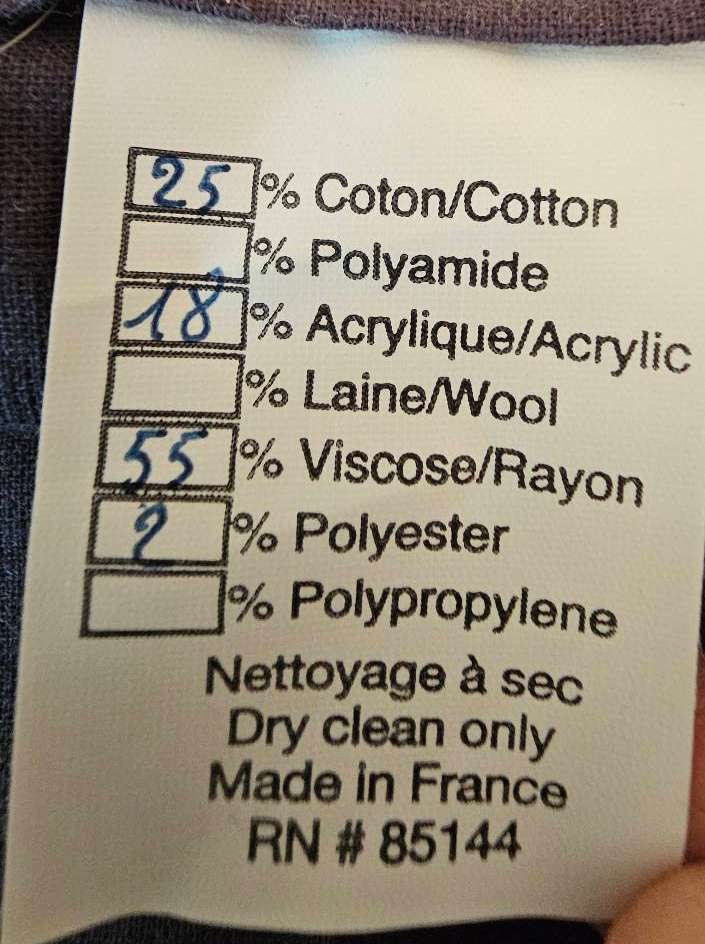 25 % Coton/Cotton
% Polyamide
18 % Acrylique/Acrylic
% Laine/Wool
55 % Viscose/Rayon
2 % Polyester
% Polypropylene
Nettoyage à sec
Dry clean only
Made in France
RN # 85144